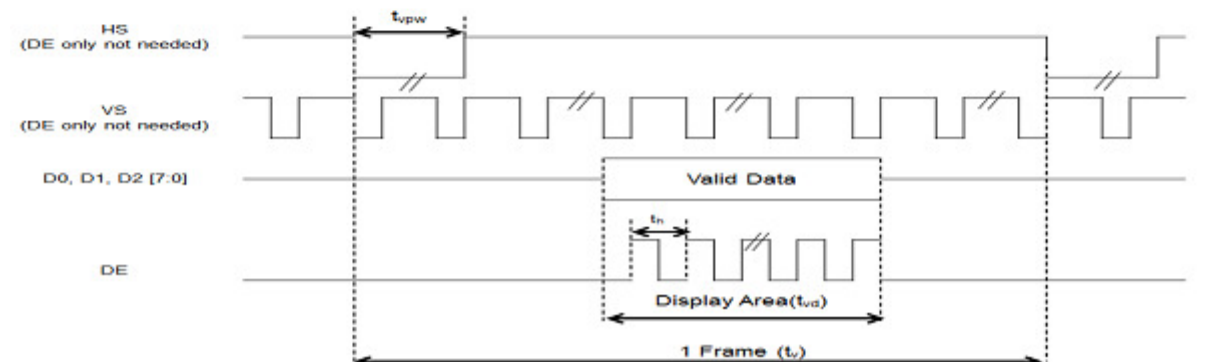 tvpw
HS
(DE only not needed)
VS
(DE only not needed)
D0, D1, D2 [7:0]
Valid Data
th
DE
Display Area(tvd)
1 Frame (tv)